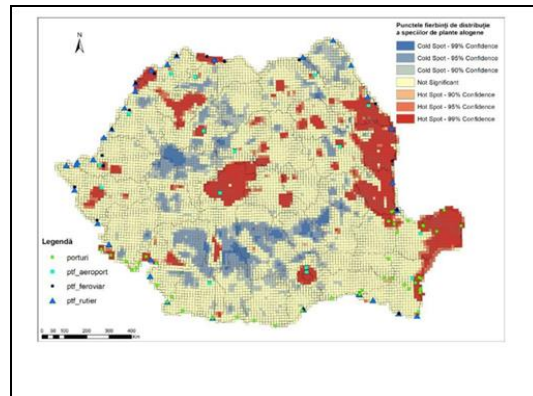 N
Punctele fierbinți de distribuție
a speciilor de plante alogene
Cold Spot - 99% Confidence
Cold Spot - 95% Confidence
Cold Spot - 90% Confidence
Not Significant
Hot Spot - 90% Confidence
Hot Spot - 95% Confidence
Hot Spot - 99% Confidence
Legendă
porturi
ptf_aeroport
ptf_feroviar
ptf_rutier